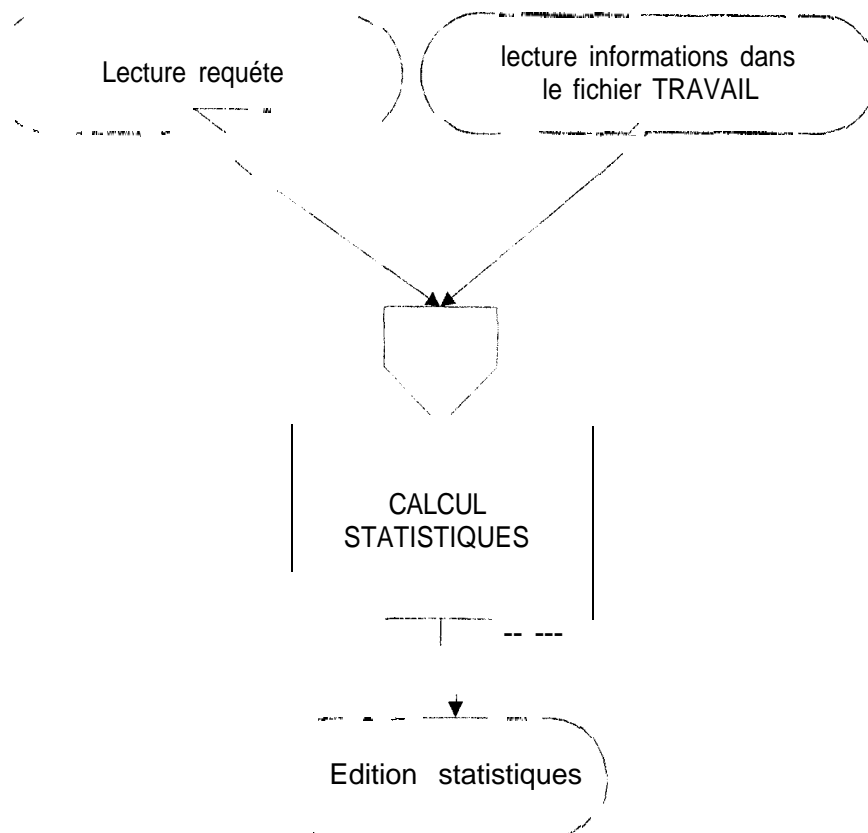 Lecture requéte
lecture informations dans
le fichier TRAVAIL
CALCUL
STATISTIQUES
Edition statistiques